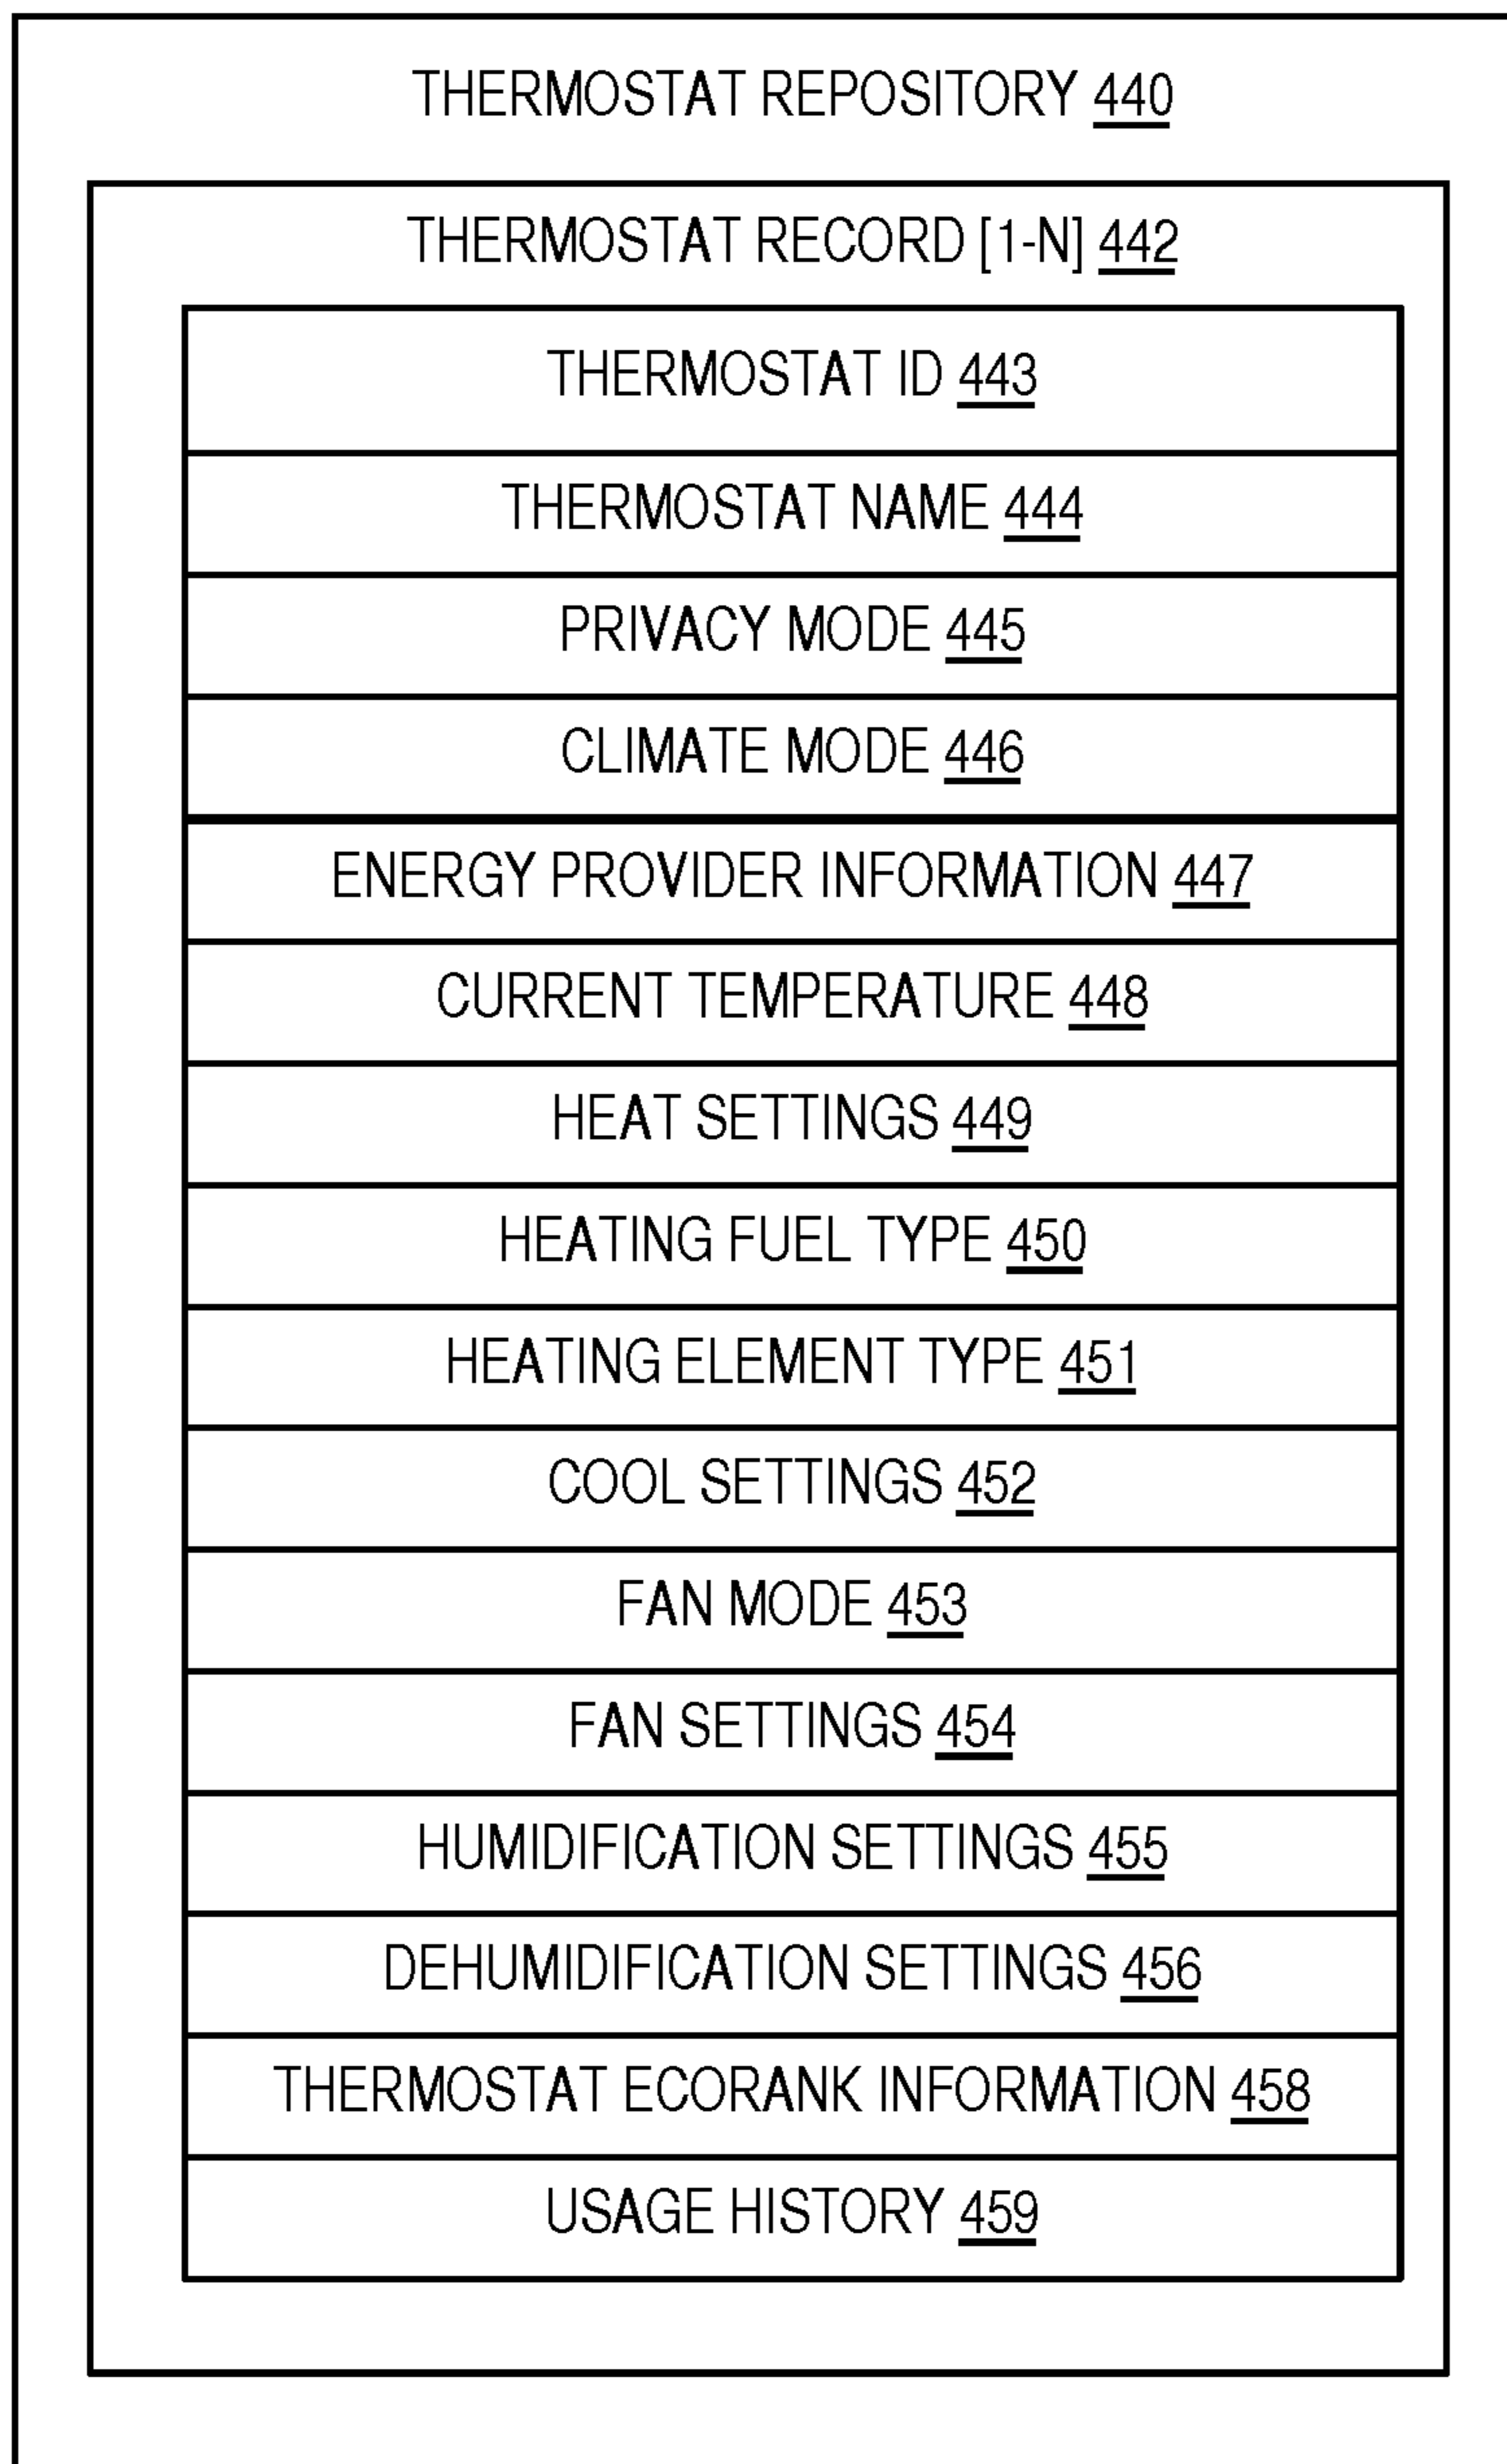 THERMOSTAT REPOSITORY 440
THERMOSTAT RECORD [1-N] 442
THERMOSTAT ID 443
THERMOSTAT NAME 444
PRIVACY MODE 445
CLIMATE MODE 446
ENERGY PROVIDER INFORMATION 447
CURRENT TEMPERATURE 448
HEAT SETTINGS 449
HEATING FUEL TYPE 450
HEATING ELEMENT TYPE 451
COOL SETTINGS 452
FAN MODE 453
FAN SETTINGS 454
HUMIDIFICATION SETTINGS 455
DEHUMIDIFICATION SETTINGS 456
THERMOSTAT ECORANK INFORMATION 458
USAGE HISTORY 459